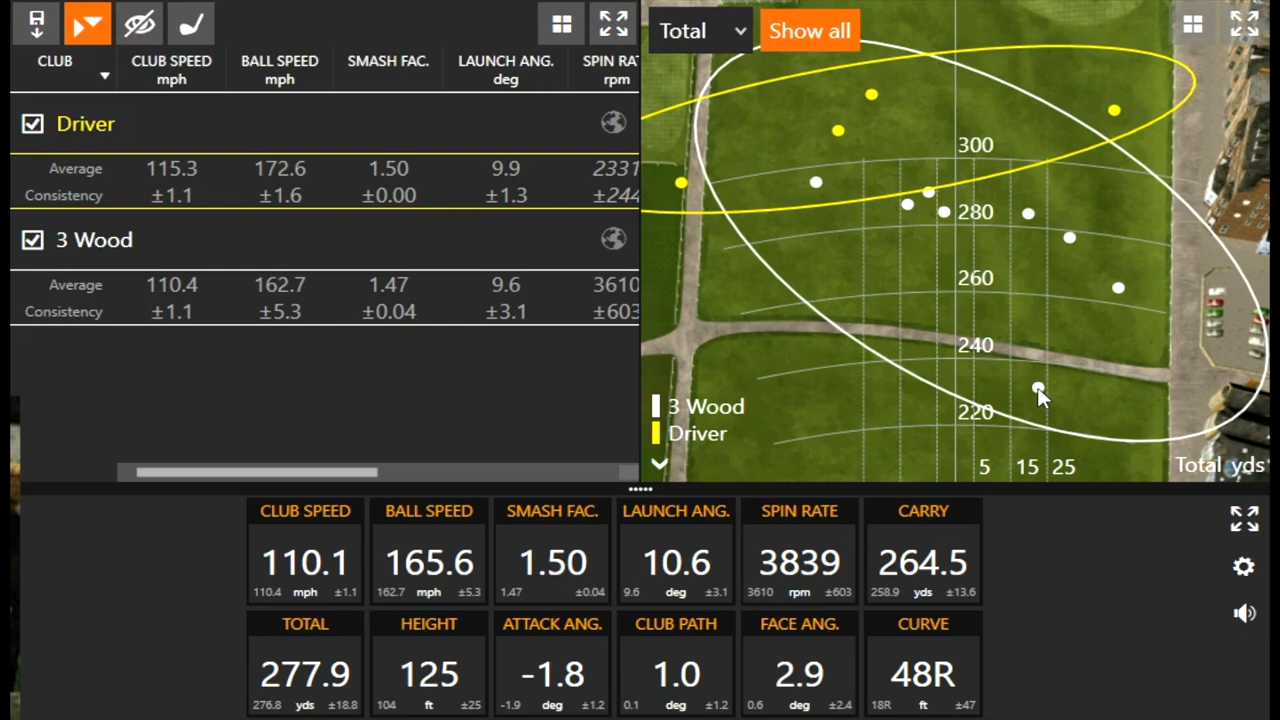 Total
Show all
CLUB
CLUB SPEED
mph
BALL SPEED
mph
SMASH FAC.
LAUNCH ANG.
deg
SPIN RA
rpm
Driver
Average 115.3 172.6 1.50 9.9 2331
Consistency ±1.1 ±1.6 ±0.00 ±1.3 ±244
3 Wood
Average 110.4 162.7 1.47 9.6 3610
Consistency ±1.1 ±5.3 ±0.04 ±3.1 ±603
300
280
260
240
220
3 Wood
Driver
5 15 25
Total yds
CLUB SPEED
110.1
110.4 mph ±1.1
BALL SPEED
165.6
162.7 mph ±5.3
SMASH FAC.
1.50
1.47 ±0.04
LAUNCH ANG.
10.6
9.6 deg ±3.1
SPIN RATE
3839
3610 rpm ±603
CARRY
264.5
258.9 yds ±13.6
TOTAL
277.9
276.8 yds ±18.8
HEIGHT
125
104 ft ±25
ATTACK ANG.
-1.8
-1.9 deg ±1.2
CLUB PATH
1.0
0.1 deg ±1.2
FACE ANG.
2.9
0.6 deg ±2.4
CURVE
48R
18R ft ±47